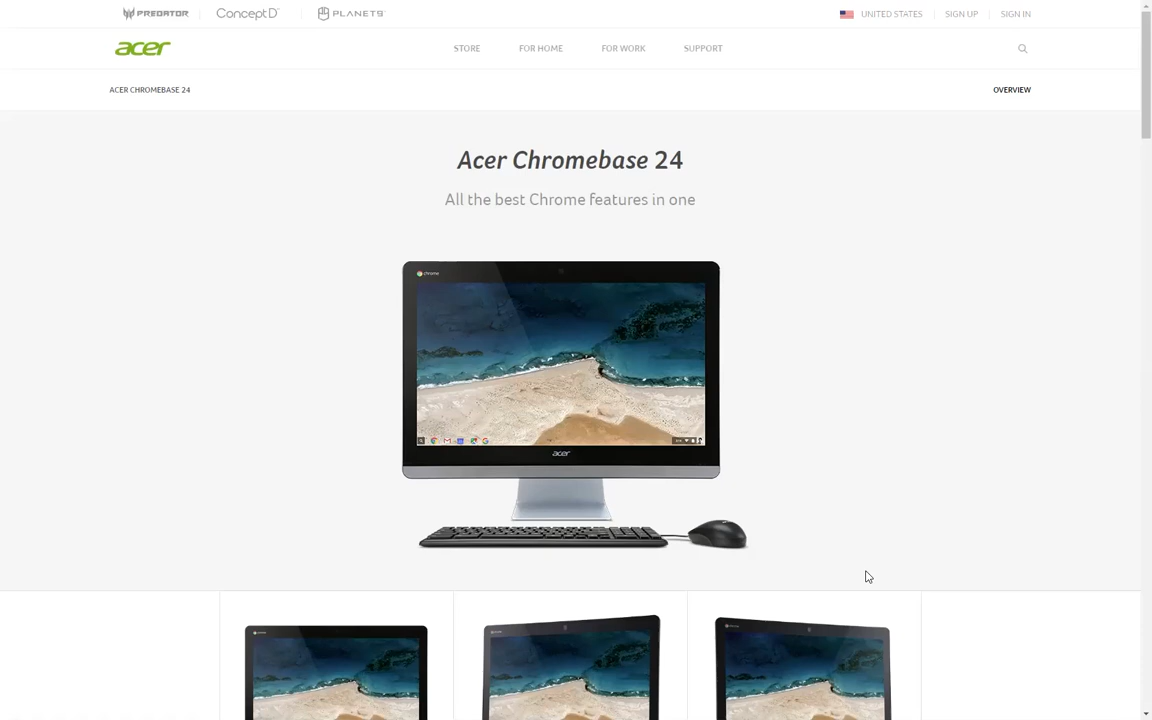 PREDATOR
ConceptD
PLANET9
UNITED STATES
SIGN UP
SIGN IN
acer
STORE
FOR HOME
FOR WORK
SUPPORT
ACER CHROMEBASE 24
OVERVIEW
Acer Chromebase 24
All the best Chrome features in one
chrome
acer